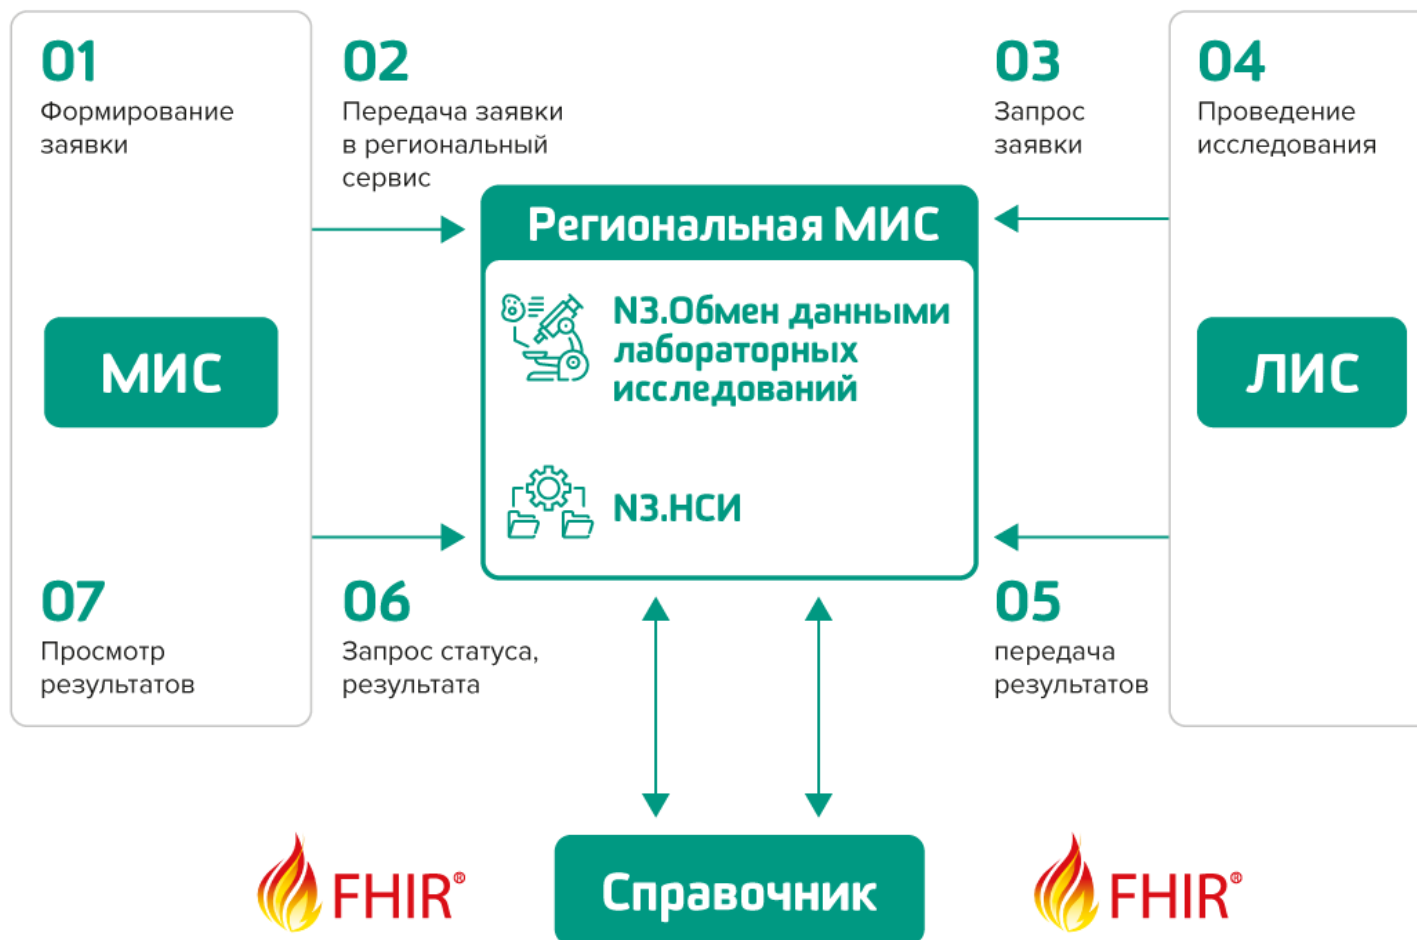 01
Формирование
заявки
02
Передача заявки
в региональный
сервис
03
Запрос
заявки
04
Проведение
исследования
Региональная МИС
N3.Обмен данными
лабораторных
исследований
N3.НСИ
МИС
ЛИС
07
Просмотр
результатов
06
Запрос статуса,
результата
05
передача
результатов
FHIR®
Справочник
FHIR®